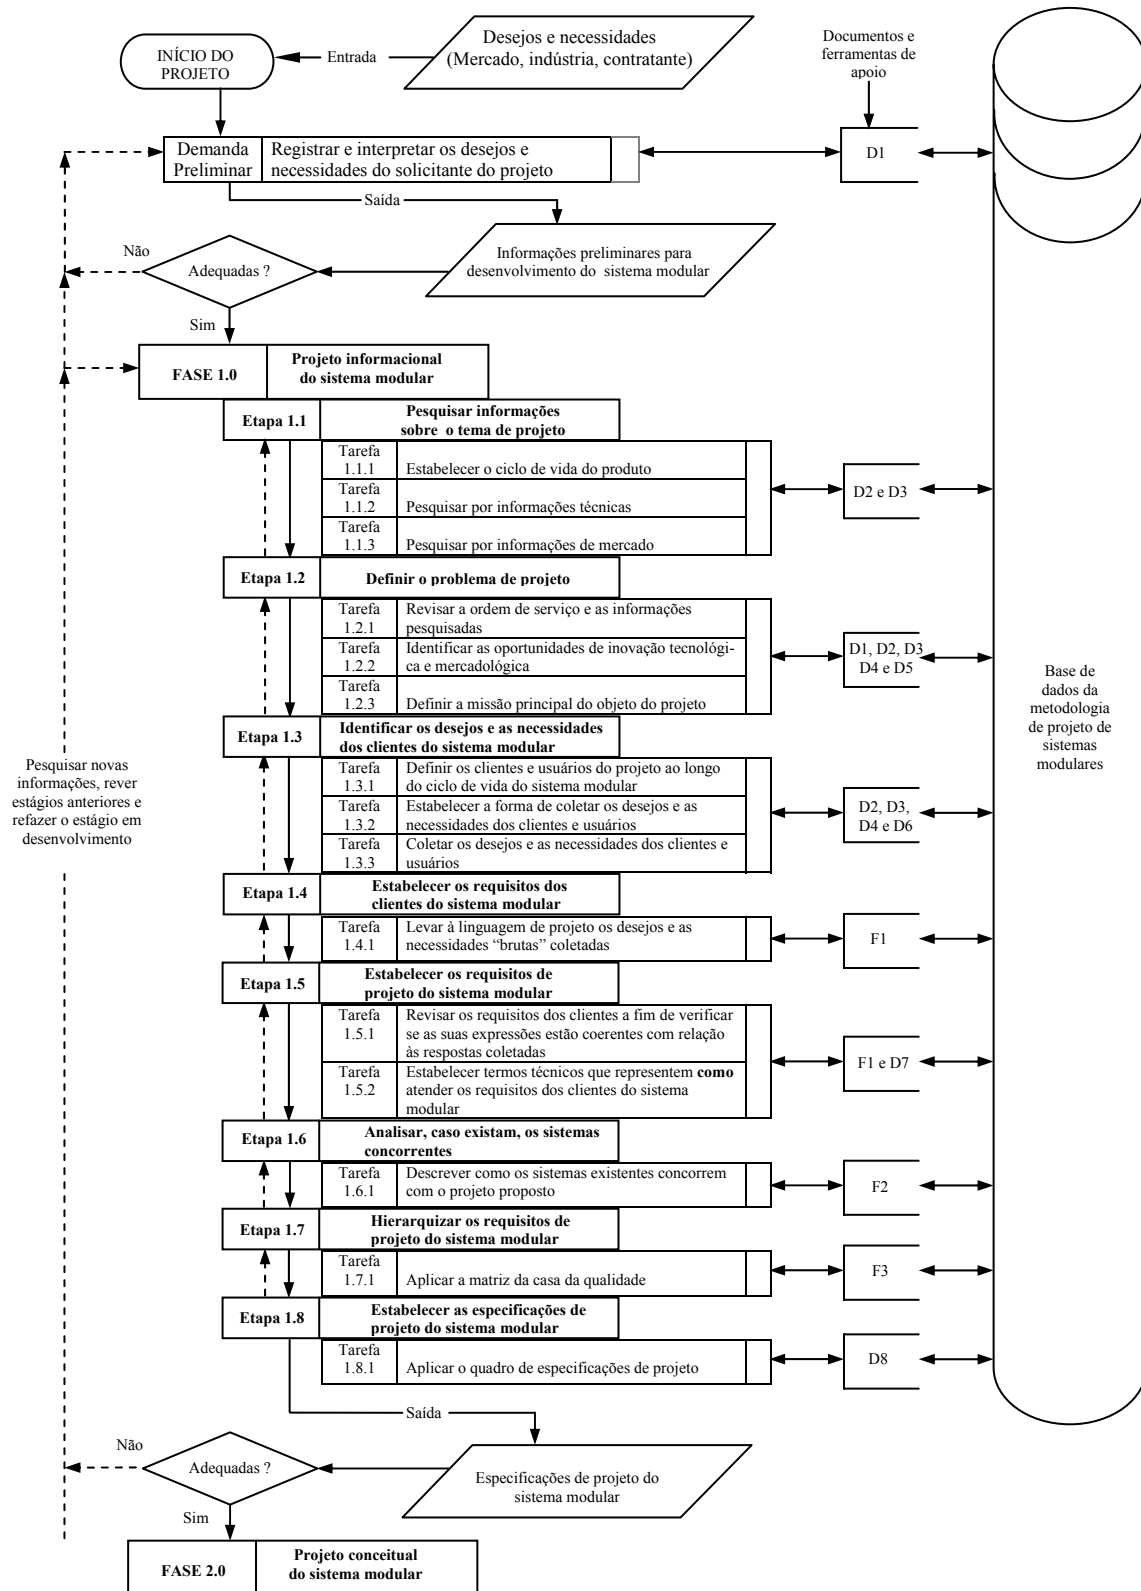 INÍCIO DO
PROJETO
Entrada
Desejos e necessidades
(Mercado, indústria, contratante)
Documentos e
ferramentas de
apoio
Demanda
Preliminar
Registrar e interpretar os desejos e
necessidades do solicitante do projeto
D1
Saída
Não
Adequadas ?
Informações preliminares para
desenvolvimento do sistema modular
Sim
FASE 1.0
Projeto informacional
do sistema modular
Etapa 1.1
Pesquisar informações
sobre o tema de projeto
Tarefa
1.1.1
Estabelecer o ciclo de vida do produto
Tarefa
1.1.2
Pesquisar por informações técnicas
Tarefa
1.1.3
Pesquisar por informações de mercado
D2 e D3
Etapa 1.2
Definir o problema de projeto
Tarefa
1.2.1
Revisar a ordem de serviço e as informações
pesquisadas
Tarefa
1.2.2
Identificar as oportunidades de inovação tecnológi-
ca e mercadológica
Tarefa
1.2.3
Definir a missão principal do objeto do projeto
D1, D2, D3
D4 e D5
Base de
dados da
metodologia
de projeto de
sistemas
modulares
Etapa 1.3
Identificar os desejos e as necessidades
dos clientes do sistema modular
Pesquisar novas
informações, rever
estágios anteriores e
refazer o estágio em
desenvolvimento
Tarefa
1.3.1
Definir os clientes e usuários do projeto ao longo
do ciclo de vida do sistema modular
Tarefa
1.3.2
Estabelecer a forma de coletar os desejos e as
necessidades dos clientes e usuários
Tarefa
1.3.3
Coletar os desejos e as necessidades dos clientes e
usuários
D2, D3,
D4 e D6
Etapa 1.4
Estabelecer os requisitos dos
clientes do sistema modular
Tarefa
1.4.1
Levar à linguagem de projeto os desejos e as
necessidades “brutas” coletadas
F1
Etapa 1.5
Estabelecer os requisitos de
projeto do sistema modular
Tarefa
1.5.1
Revisar os requisitos dos clientes a fim de verificar
se as suas expressões estão coerentes com relação
às respostas coletadas
Tarefa
1.5.2
Estabelecer termos técnicos que representem como
atender os requisitos dos clientes do sistema
modular
F1 e D7
Etapa 1.6
Analisar, caso existam, os sistemas
concorrentes
Tarefa
1.6.1
Descrever como os sistemas existentes concorrem
com o projeto proposto
F2
Etapa 1.7
Hierarquizar os requisitos de
projeto do sistema modular
Tarefa
1.7.1
Aplicar a matriz da casa da qualidade
F3
Etapa 1.8
Estabelecer as especificações de
projeto do sistema modular
Tarefa
1.8.1
Aplicar o quadro de especificações de projeto
D8
Saída
Não
Adequadas ?
Especificações de projeto do
sistema modular
Sim
FASE 2.0
Projeto conceitual
do sistema modular